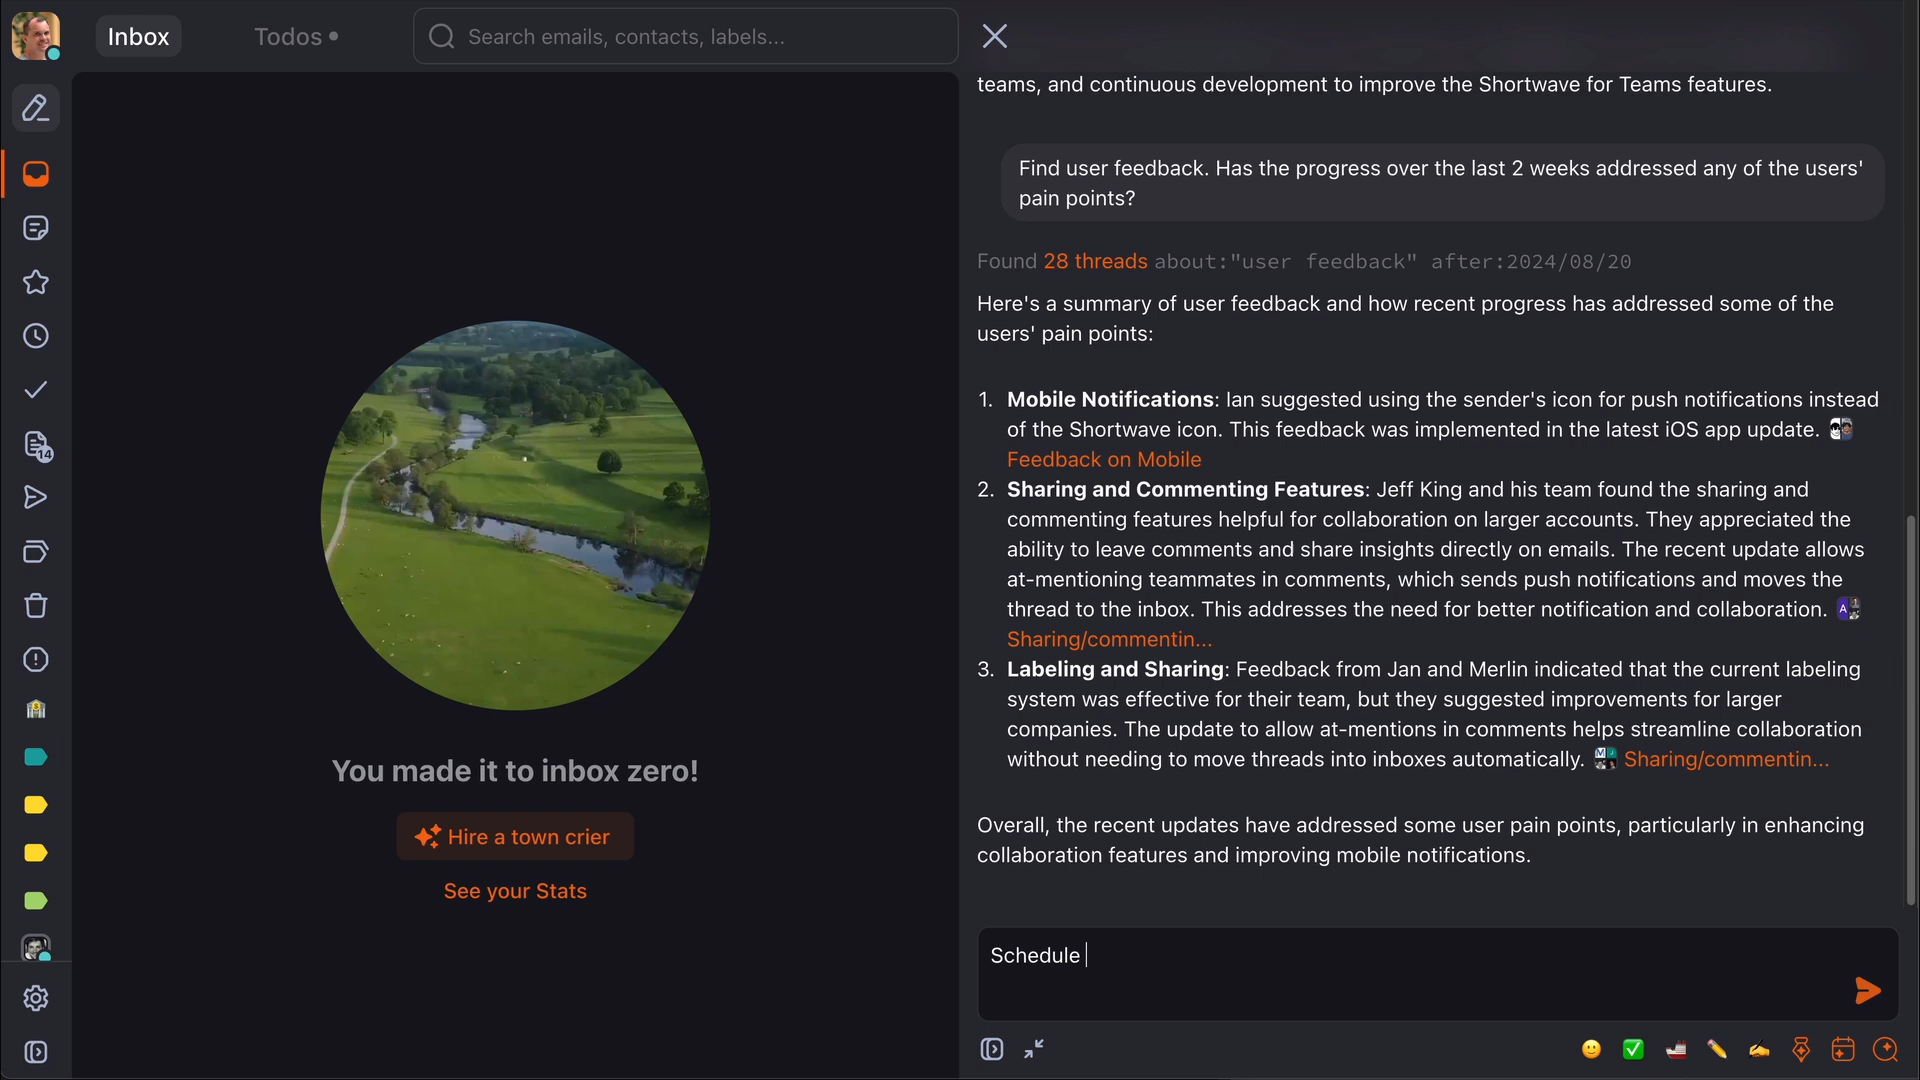 Inbox
Todos
Search emails, contacts, labels...
14
You made it to inbox zero!
Hire a town crier
See your Stats
teams, and continuous development to improve the Shortwave for Teams features.
Find user feedback. Has the progress over the last 2 weeks addressed any of the users'
pain points?
Found 28 threads about:"user feedback" after:2024/08/20
Here's a summary of user feedback and how recent progress has addressed some of the
users' pain points:
1. Mobile Notifications: Ian suggested using the sender's icon for push notifications instead
of the Shortwave icon. This feedback was implemented in the latest iOS app update.
Feedback on Mobile
2. Sharing and Commenting Features: Jeff King and his team found the sharing and
commenting features helpful for collaboration on larger accounts. They appreciated the
ability to leave comments and share insights directly on emails. The recent update allows
at-mentioning teammates in comments, which sends push notifications and moves the
thread to the inbox. This addresses the need for better notification and collaboration.
Sharing/commentin...
3. Labeling and Sharing: Feedback from Jan and Merlin indicated that the current labeling
system was effective for their team, but they suggested improvements for larger
companies. The update to allow at-mentions in comments helps streamline collaboration
without needing to move threads into inboxes automatically. Sharing/commentin...
Overall, the recent updates have addressed some user pain points, particularly in enhancing
collaboration features and improving mobile notifications.
Schedule